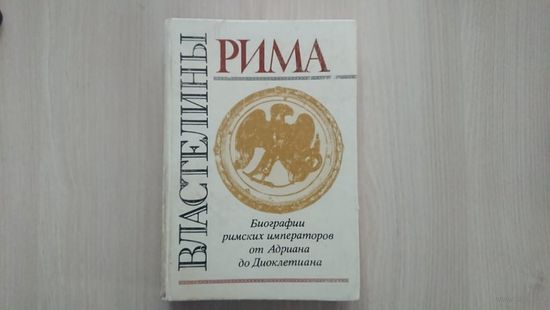 ВЛАСТЕЛИНЫ
РИМА
Биографии
римских императоров
от Адриана
до Диоклетиана